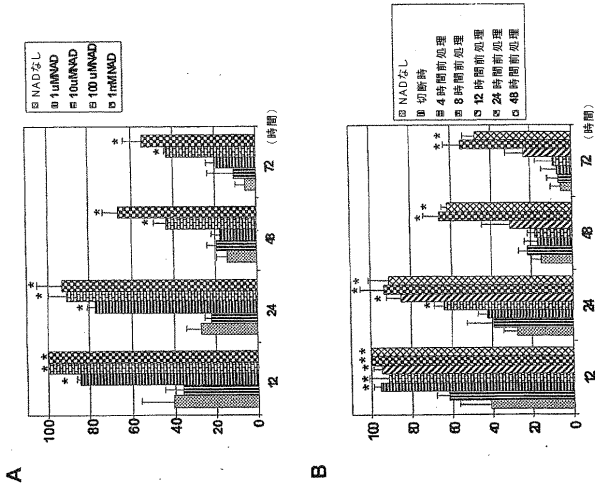 A
100
80
60
40
20
0
12
24
48
72
(時間)
NADなし
1uMNAD
10uMNAD
100uMNAD
1mMNAD
B
100
80
60
40
20
0
12
24
48
72
(時間)
NADなし
切断時
4時間前処理
8時間前処理
12時間前処理
24時間前処理
48時間前処理